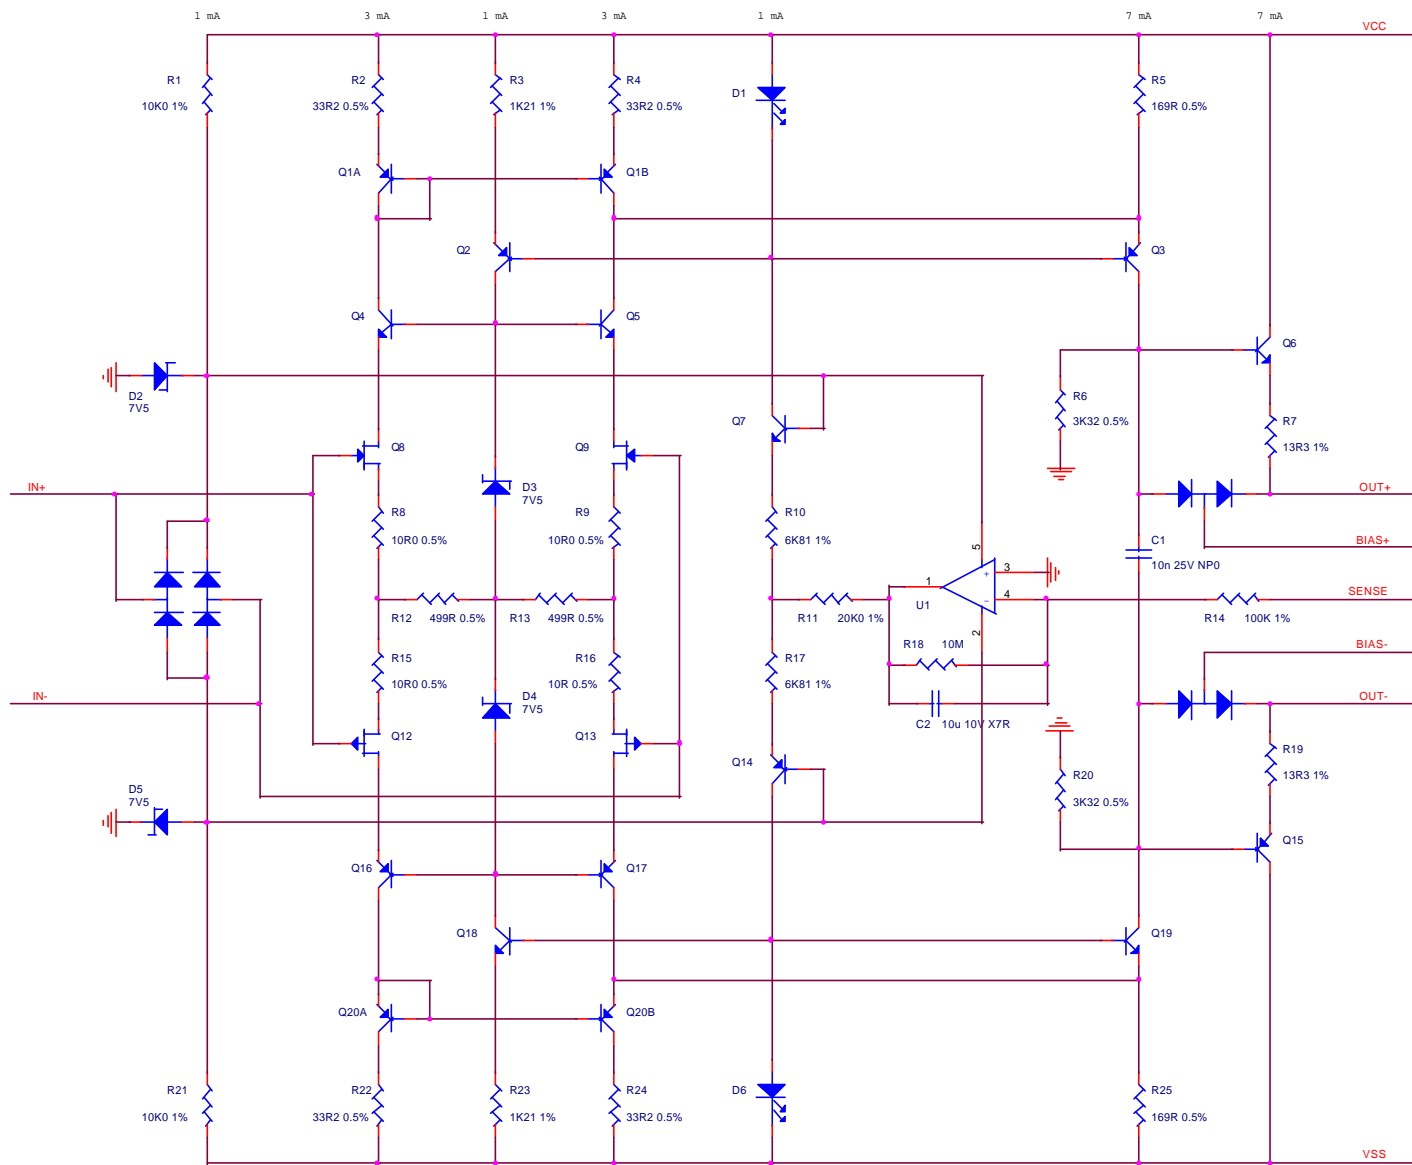 1 mA 3 mA 1 mA 3 mA 1 mA 7 mA 7 mA
VCC
R1 R2 R3 R4 R5
D1
10K0 1% 33R2 0.5% 1K21 1% 33R2 0.5% 169R 0.5%
Q1A Q1B
Q2 Q3
Q4 Q5
Q6
D2
7V5
R6
3K32 0.5%
Q7 R7
13R3 1%
Q8 Q9
IN+ D3
7V5
OUT+
R8 R9 R10
10R0 0.5% 10R0 0.5% 6K81 1%
5
C1
10n 25V NP0
BIAS+
3
1
4
U1
SENSE
R12 499R 0.5% R13 499R 0.5% R11 20K0 1% R14 100K 1%
2
R18 10M
BIAS-
R15 R16 R17
10R0 0.5% 10R 0.5% 6K81 1%
IN- D4
7V5
OUT-
C2 10u 10V X7R
Q12 Q13
R19
13R3 1%
Q14
D5
7V5
R20
3K32 0.5%
Q15
Q16 Q17
Q18 Q19
Q20A Q20B
R21 R22 R23 R24 D6 R25
10K0 1% 33R2 0.5% 1K21 1% 33R2 0.5% 169R 0.5%
VSS